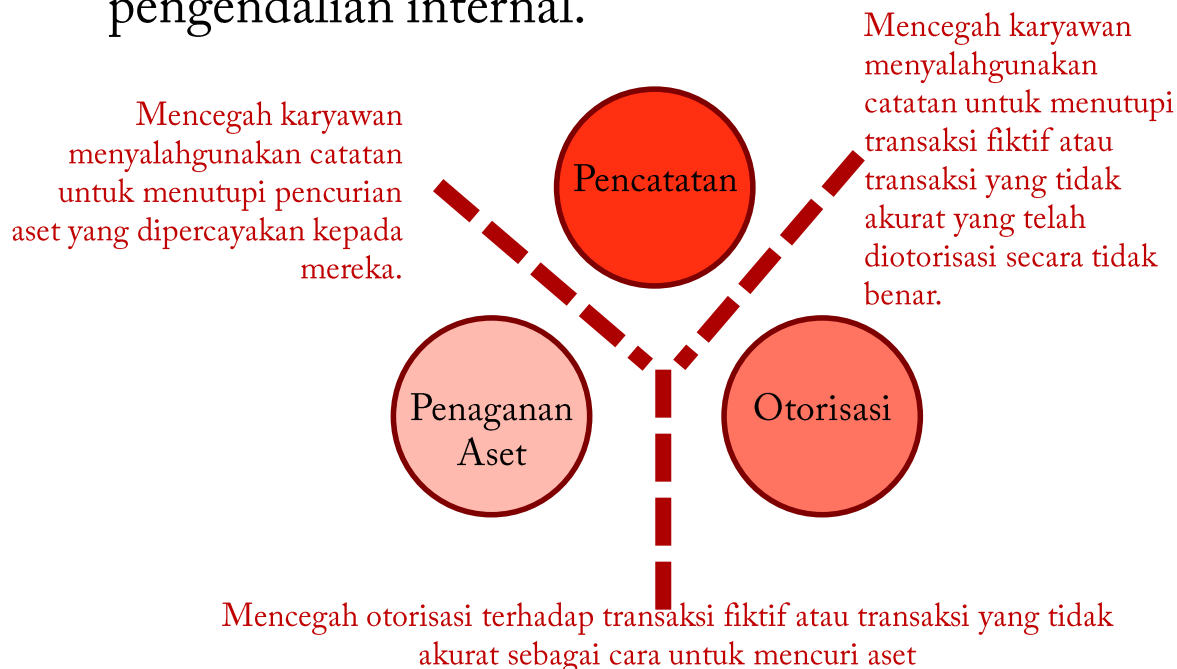 pengendalian internal.
Mencegah karyawan
menyalahgunakan catatan
untuk menutupi pencurian
aset yang dipercayakan kepada
mereka.
Pencatatan
Mencegah karyawan
menyalahgunakan
catatan untuk menutupi
transaksi fiktif atau
transaksi yang tidak
akurat yang telah
diotorisasi secara tidak
benar.
Penaganan
Aset
Otorisasi
Mencegah otorisasi terhadap transaksi fiktif atau transaksi yang tidak
akurat sebagai cara untuk mencuri aset